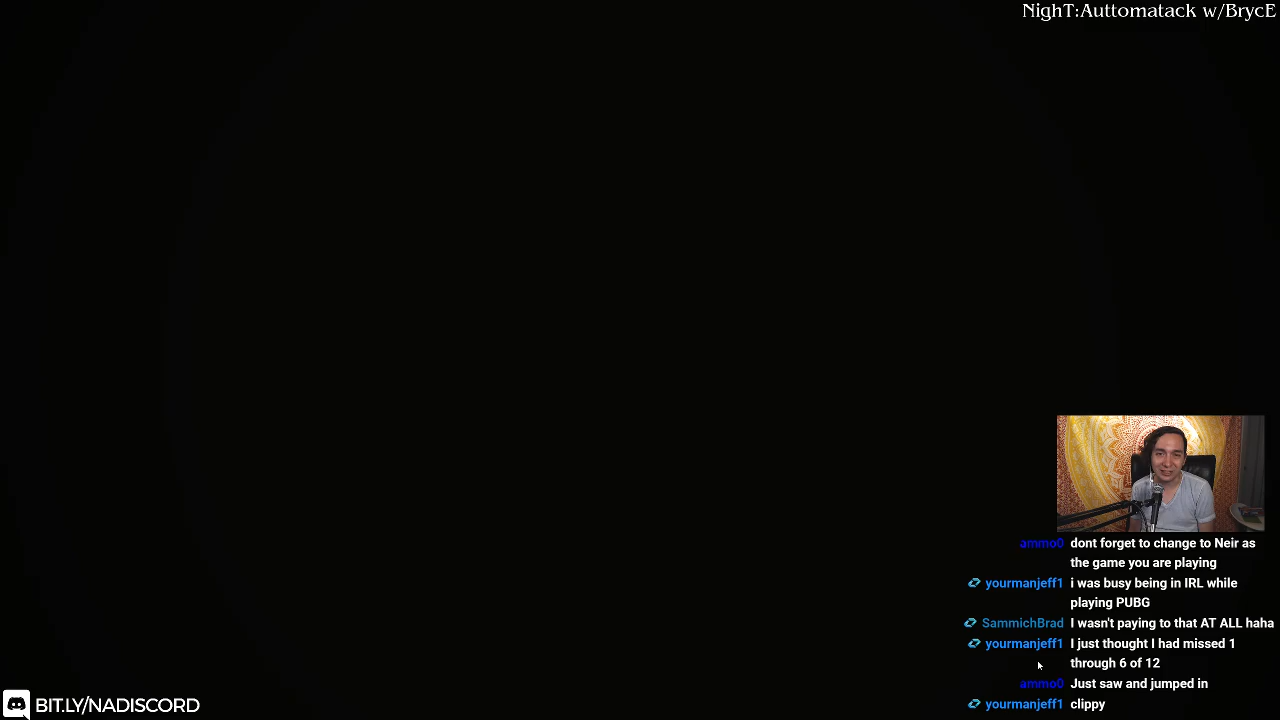 NighT:Auttomatack w/BrycE
ammo0 dont forget to change to Neir as
the game you are playing
yourmanjeff1 i was busy being in IRL while
playing PUBG
SammichBrad I wasn't paying to that AT ALL haha
yourmanjeff1 I just thought I had missed 1
through 6 of 12
ammo0 Just saw and jumped in
yourmanjeff1 clippy
BIT.LY/NADISCORD